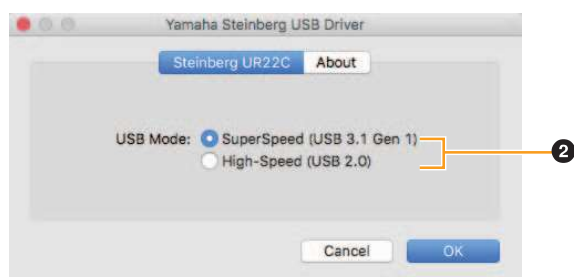 Yamaha Steinberg USB Driver
Steinberg UR22C About
USB Mode: SuperSpeed (USB 3.1 Gen 1)
High-Speed (USB 2.0)
2
Cancel OK